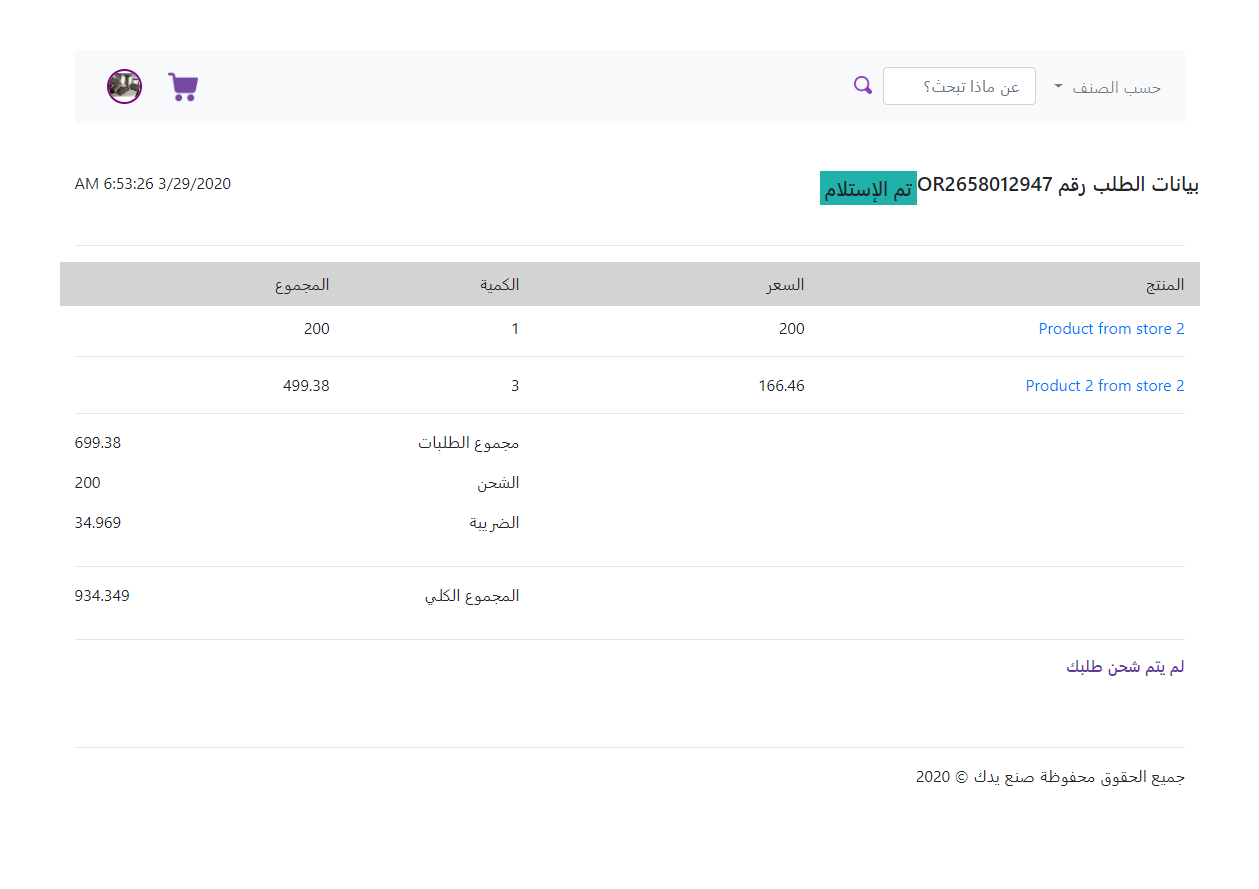 حسب الصنف عن ماذا تبحث؟
بيانات الطلب رقم OR2658012947 تم الإستلام
AM 6:53:26 3/29/2020
المنتج السعر الكمية المجموع
Product from store 2 200 1 200
Product 2 from store 2 166.46 3 499.38
مجموع الطلبات 699.38
الشحن 200
الضريبة 34.969
المجموع الكلي 934.349
لم يتم شحن طلبك
جميع الحقوق محفوظة صنع يدك © 2020